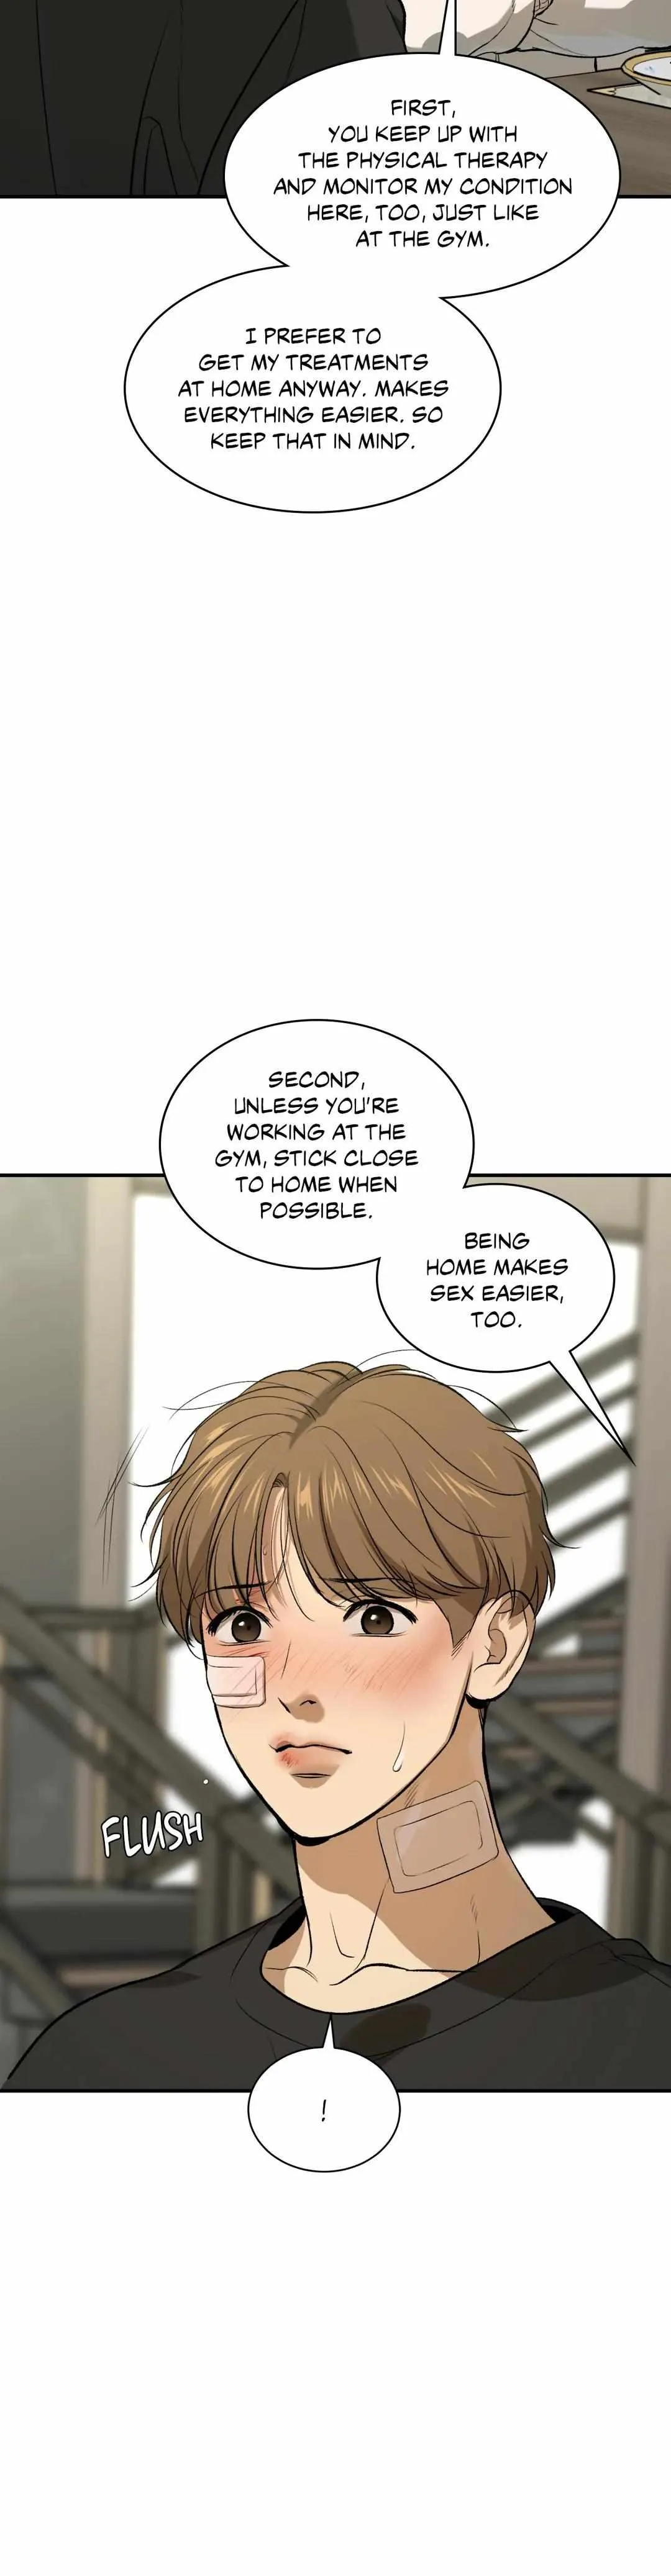 FIRST,
YOU KEEP UP WITH
THE PHYSICAL THERAPY
AND MONITOR MY CONDITION
HERE, TOO, JUST LIKE
AT THE GYM.
I PREFER TO
GET MY TREATMENTS
AT HOME ANYWAY. MAKES
EVERYTHING EASIER. SO
KEEP THAT IN MIND.
SECOND,
UNLESS YOU'RE
WORKING AT THE
GYM, STICK CLOSE
TO HOME WHEN
POSSIBLE.
BEING
HOME MAKES
SEX EASIER,
TOO.
FLUSH
!